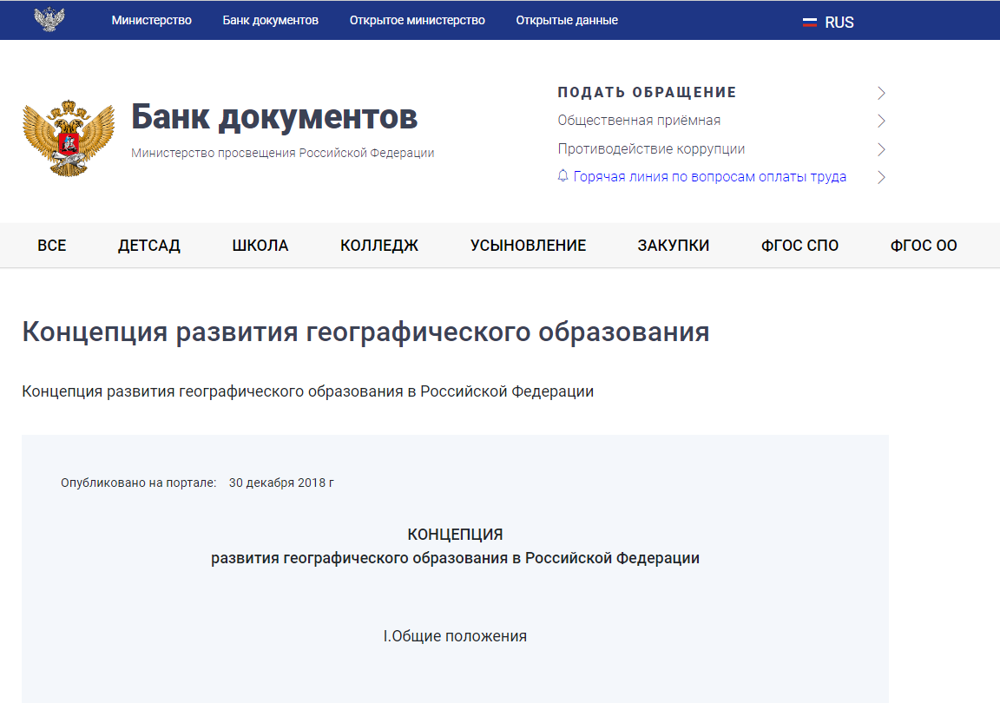 Министерство Банк документов Открытое министерство Открытые данные RUS
Банк документов
Министерство просвещения Российской Федерации
ПОДАТЬ ОБРАЩЕНИЕ
Общественная приёмная
Противодействие коррупции
Горячая линия по вопросам оплаты труда
ВСЕ ДЕТСАД ШКОЛА КОЛЛЕДЖ УСЫНОВЛЕНИЕ ЗАКУПКИ ФГОС СПО ФГОС ОО
Концепция развития географического образования
Концепция развития географического образования в Российской Федерации
Опубликовано на портале: 30 декабря 2018 г
КОНЦЕПЦИЯ
развития географического образования в Российской Федерации
I.Общие положения